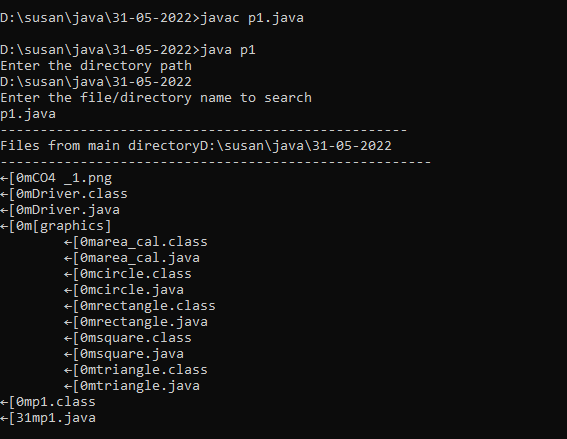 D:\susan\java\31-05-2022>javac p1.java
D:\susan\java\31-05-2022>java p1
Enter the directory path
D:\susan\java\31-05-2022
Enter the file/directory name to search
p1.java
---------------------------------------------------
Files from main directoryD:\susan\java\31-05-2022
------------------------------------------------------
←[0mCO4 _1.png
←[0mDriver.class
←[0mDriver.java
←[0m[graphics]
←[0marea_cal.class
←[0marea_cal.java
←[0mcircle.class
←[0mcircle.java
←[0mrectangle.class
←[0mrectangle.java
←[0msquare.class
←[0msquare.java
←[0mtriangle.class
←[0mtriangle.java
←[0mp1.class
←[31mp1.java